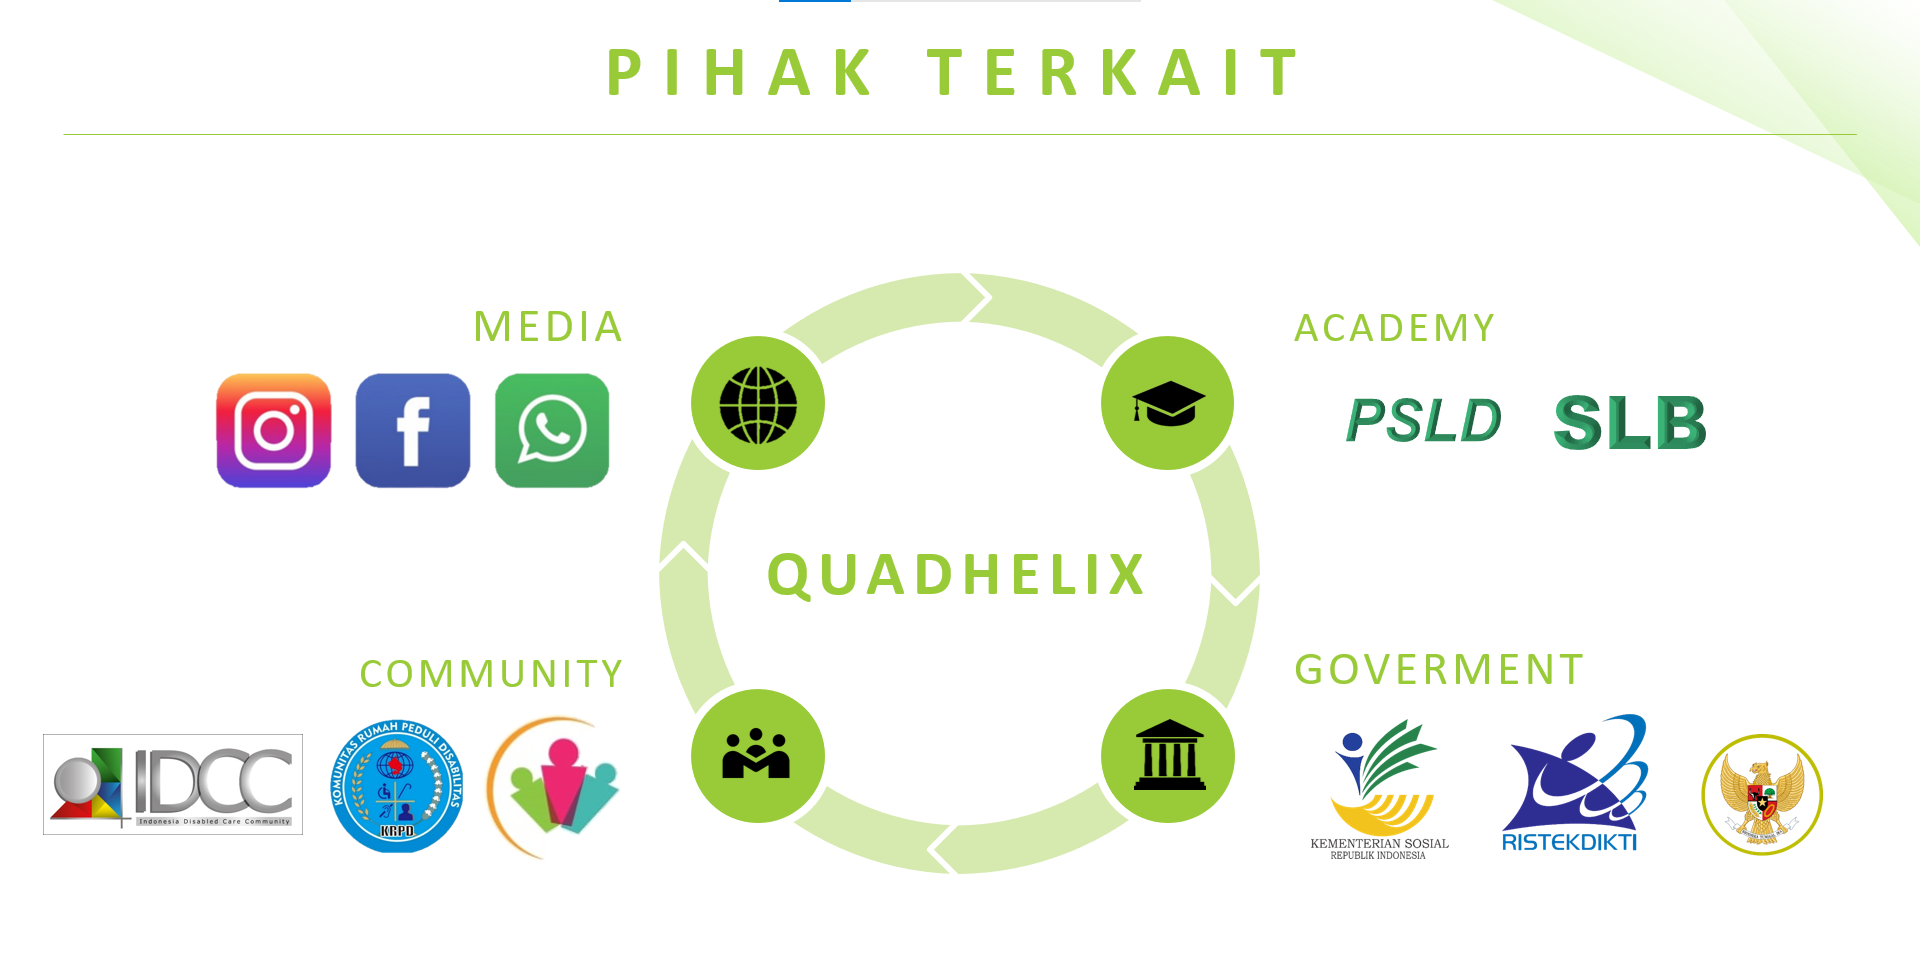 PIHAK TERKAIT
MEDIA
ACADEMY
PSLD SLB
QUADHELIX
COMMUNITY
GOVERMENT
IDCC
Indonesia Disabled Care Community
KOMUNITAS RUMAH PEDULI DISABILITAS
KRPD
KEMENTERIAN SOSIAL
REPUBLIK INDONESIA
RISTEKDIKTI